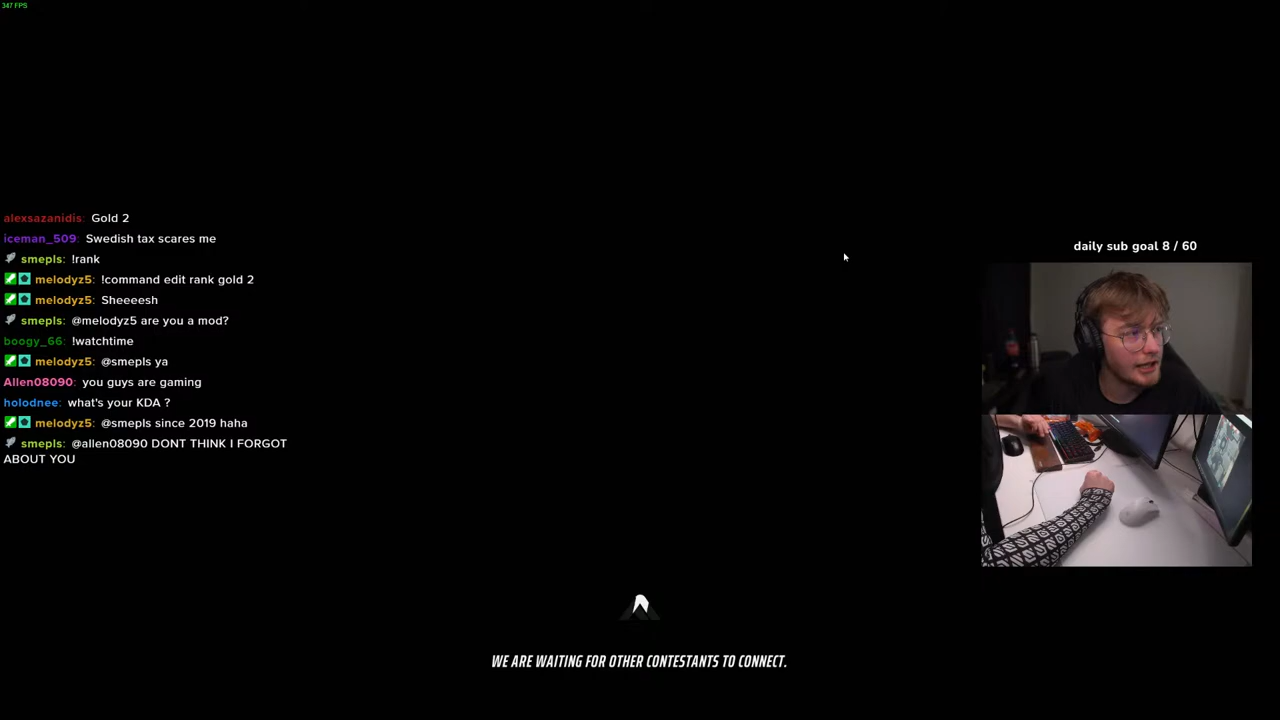 347 FPS
alexsazanidis: Gold 2
iceman_509: Swedish tax scares me
smepls: !rank
melodyz5: !command edit rank gold 2
melodyz5: Sheeeesh
smepls: @melodyz5 are you a mod?
boogy_66: !watchtime
melodyz5: @smepls ya
Allen08090: you guys are gaming
holodnee: what's your KDA ?
melodyz5: @smepls since 2019 haha
smepls: @allen08090 DONT THINK I FORGOT
ABOUT YOU
daily sub goal 8 / 60
WE ARE WAITING FOR OTHER CONTESTANTS TO CONNECT.